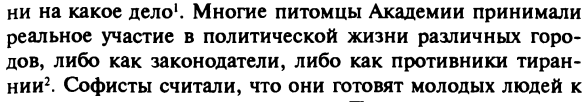 ни на какое дело¹. Многие питомцы Академии принимали
реальное участие в политической жизни различных горо-
дов, либо как законодатели, либо как противники тиран-
нии². Софисты считали, что они готовят молодых людей к